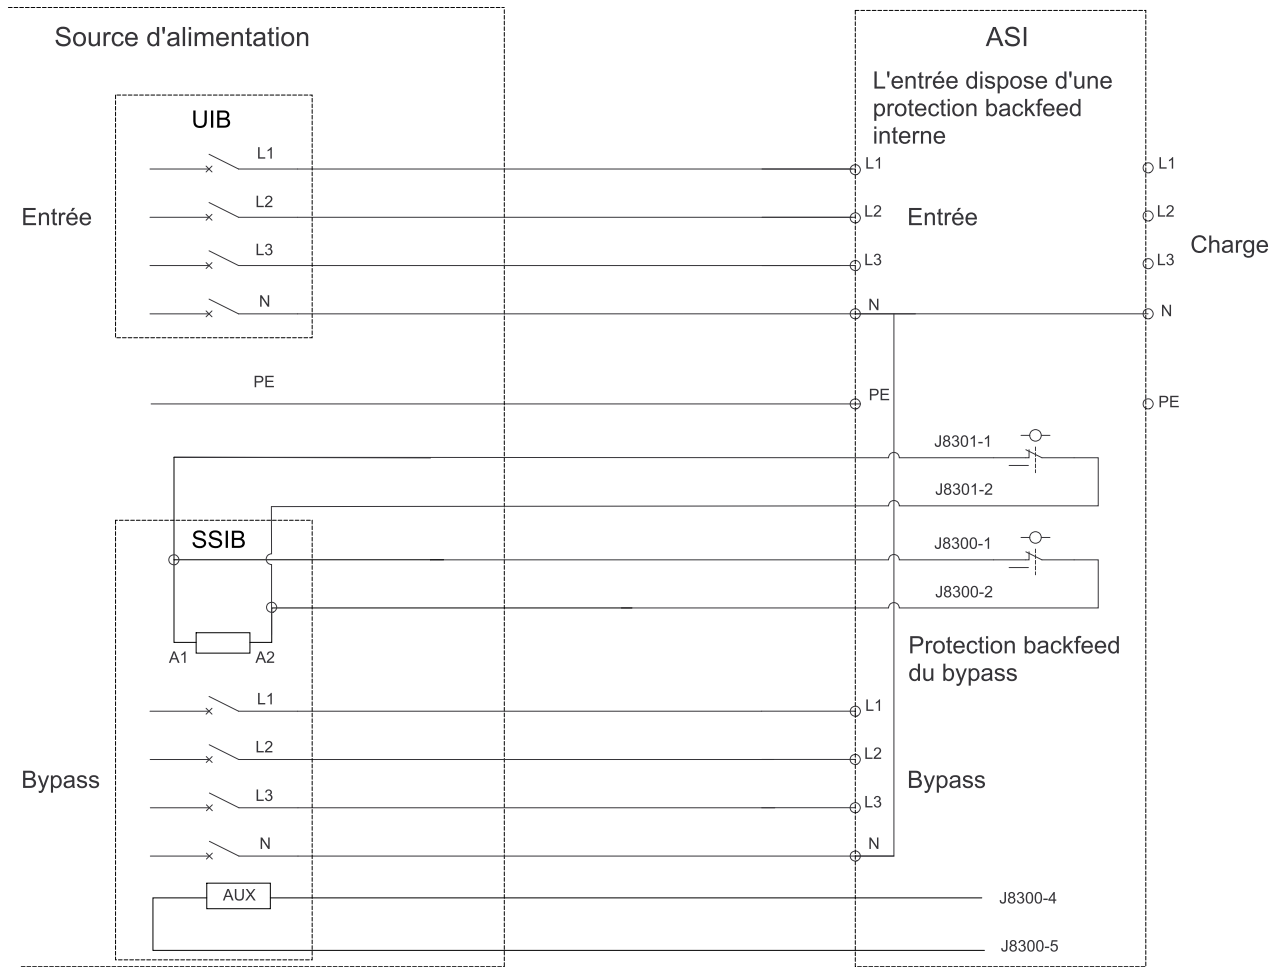 Source d'alimentation
ASI
L'entrée dispose d'une
protection backfeed
interne
UIB
L1
L1
L1
L2
L2
L2
Entrée
Entrée
L3
L3
L3
Charge
N
N
N
PE
PE
PE
J8301-1
J8301-2
SSIB
J8300-1
J8300-2
A1
A2
Protection backfeed
du bypass
L1
L1
L2
L2
Bypass
Bypass
L3
L3
N
N
AUX
J8300-4
J8300-5